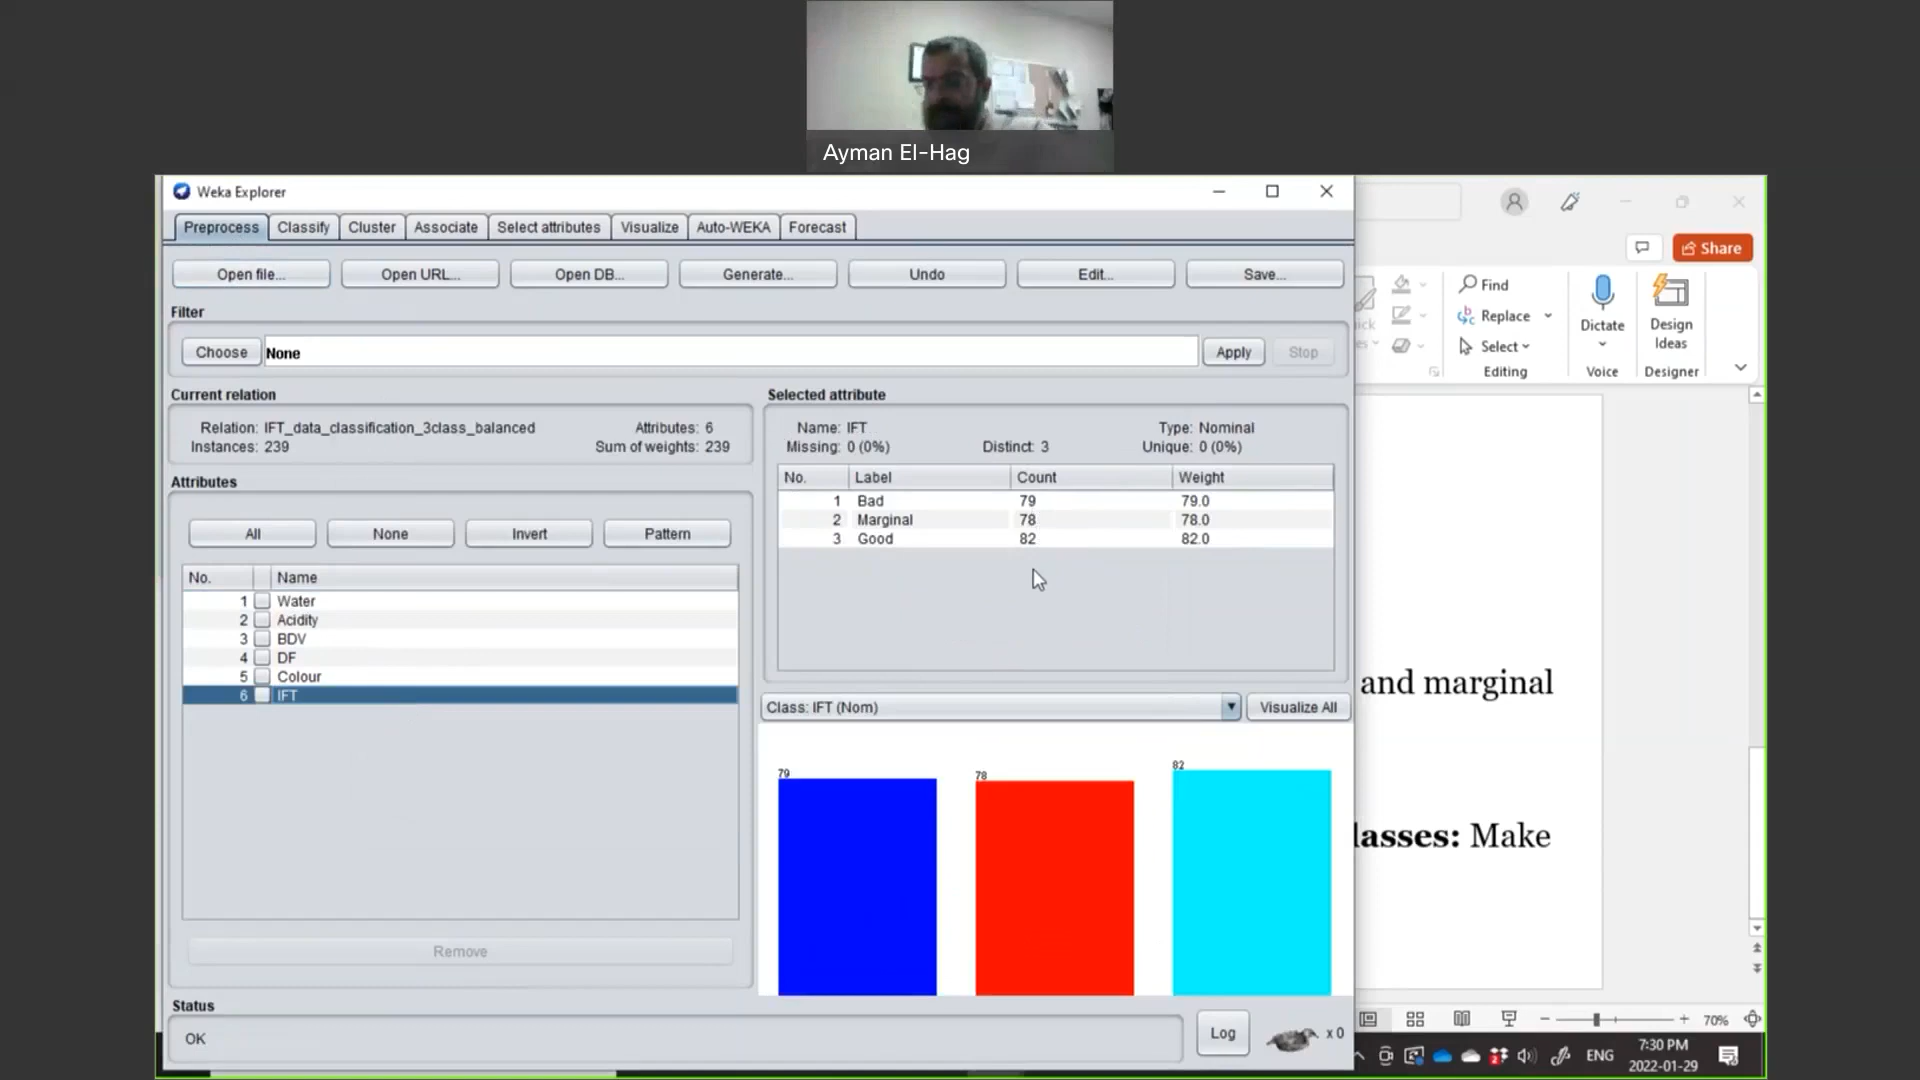 Ayman El-Hag
Weka Explorer
Preprocess Classify Cluster Associate Select attributes Visualize Auto-WEKA Forecast
Open file... Open URL... Open DB... Generate... Undo Edit... Save...
Filter
Choose None Apply Stop
Current relation
Relation: IFT_data_classification_3class_balanced Attributes: 6
Instances: 239 Sum of weights: 239
Attributes
All None Invert Pattern
No. Name
1 Water
2 Acidity
3 BDV
4 DF
5 Colour
6 IFT
Remove
Selected attribute
Name: IFT Type: Nominal
Missing: 0 (0%) Distinct: 3 Unique: 0 (0%)
No. Label Count Weight
1 Bad 79 79.0
2 Marginal 78 78.0
3 Good 82 82.0
Class: IFT (Nom) Visualize All
79 78 82
Status
OK
Log x 0
Share
Find
Replace
Select
Editing
Dictate
Voice
Design
Ideas
Designer
and marginal
lasses: Make
70%
ENG
7:30 PM
2022-01-29